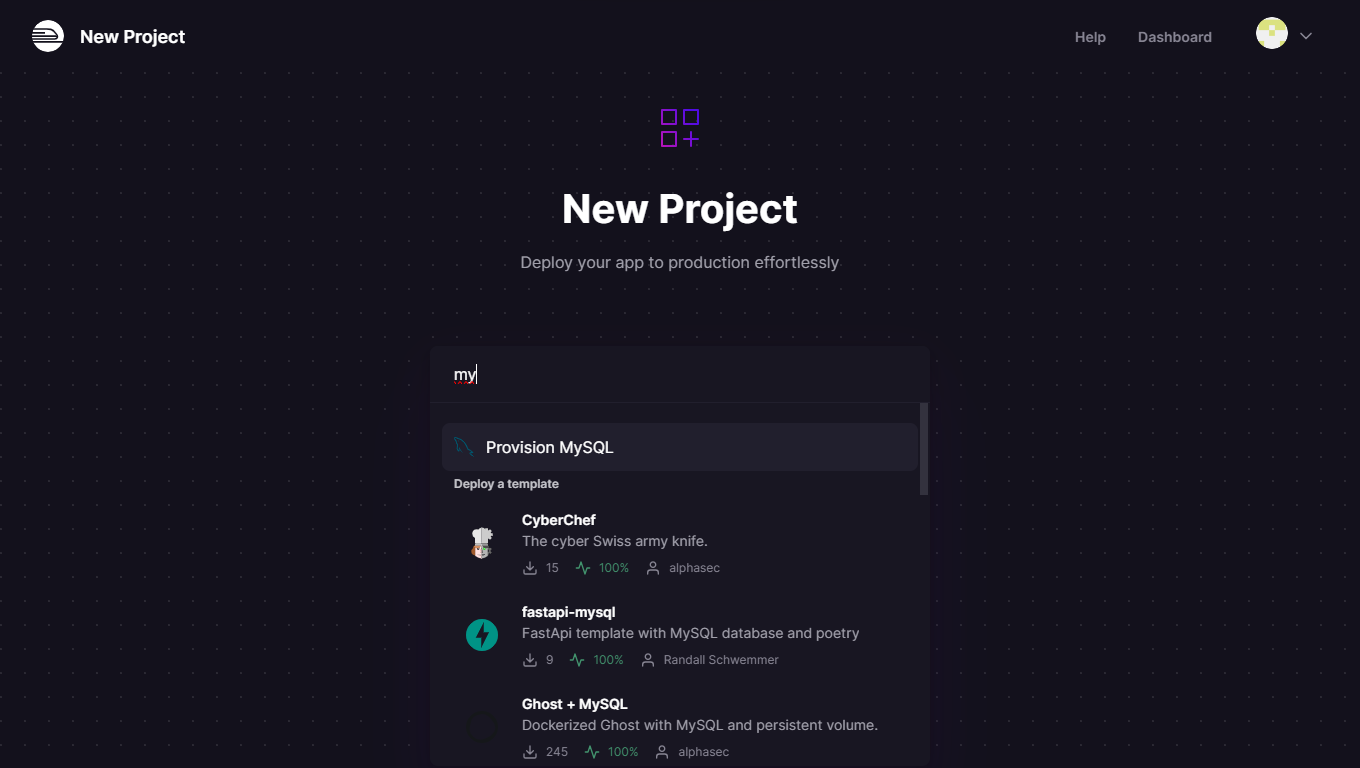 New Project
Help
Dashboard
New Project
Deploy your app to production effortlessly
my
Provision MySQL
Deploy a template
CyberChef
The cyber Swiss army knife.
15 100% alphasec
fastapi-mysql
FastApi template with MySQL database and poetry
9 100% Randall Schwemmer
Ghost + MySQL
Dockerized Ghost with MySQL and persistent volume.
245 100% alphasec